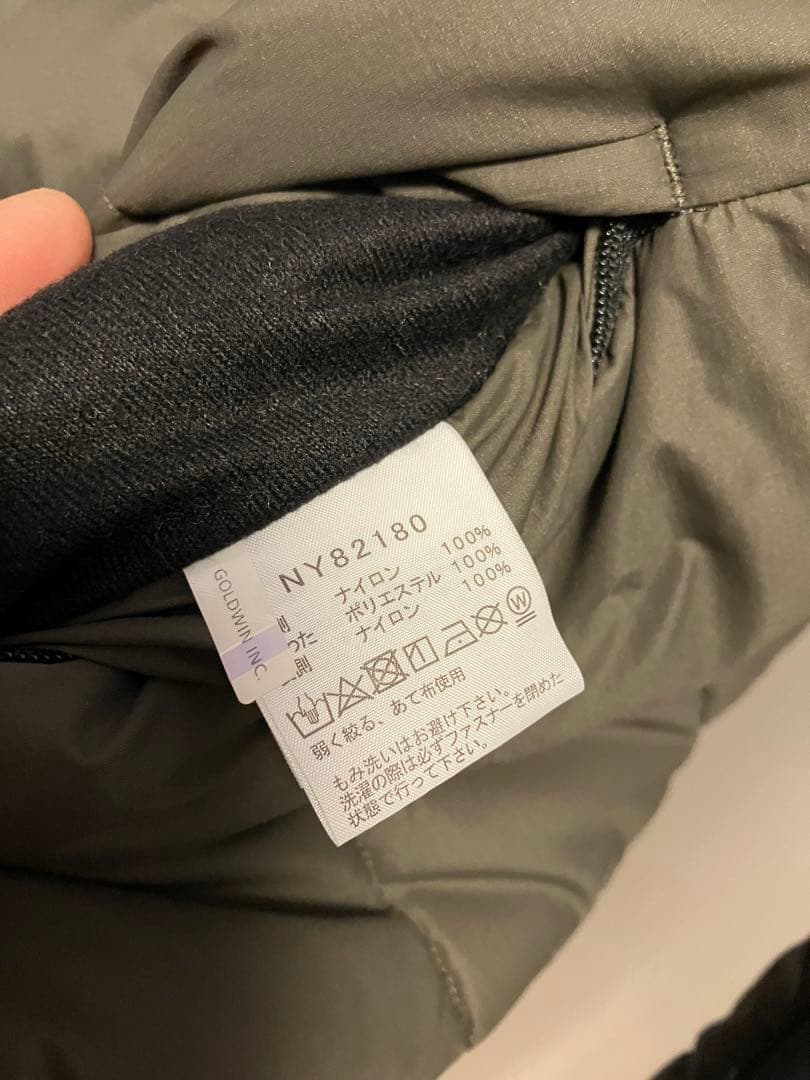 NY82180
ナイロン 100%
った ポリエステル 100%
側 ナイロン 100%
弱く絞る、あて布使用
もみ洗いはお避け下さい。
洗濯の際は必ずファスナーを閉めた
状態で行って下さい。
GOLDWIN INC.